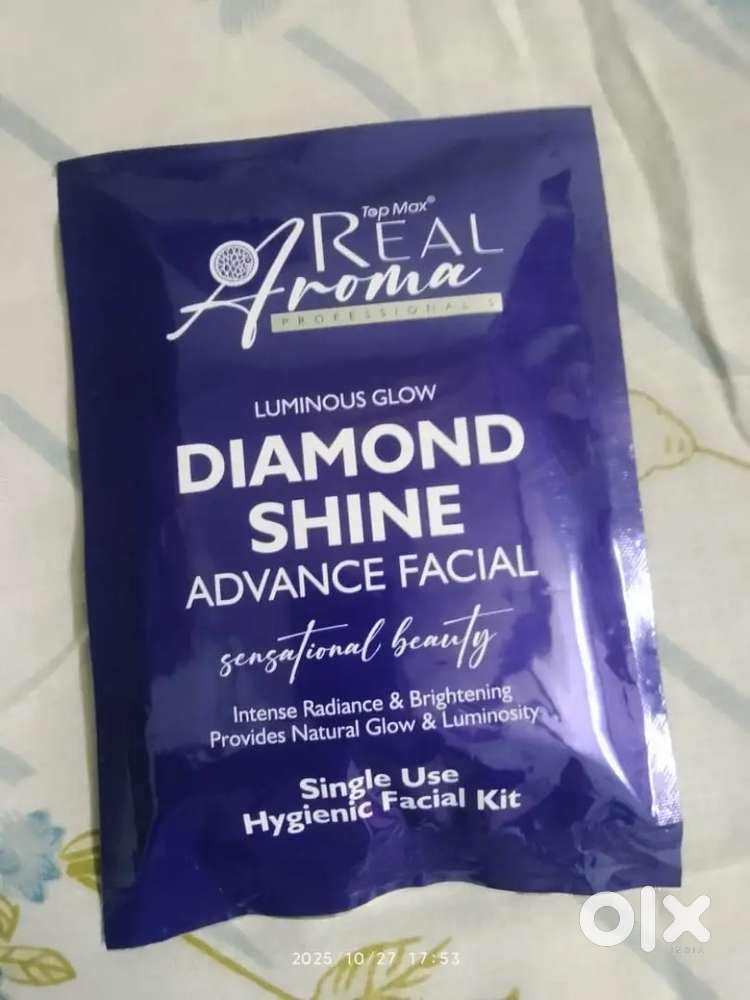 Top Max®
REAL
Aroma
PROFESSIONAL'S
LUMINOUS GLOW
DIAMOND
SHINE
ADVANCE FACIAL
sensational beauty
Intense Radiance & Brightening
Provides Natural Glow & Luminosity
Single Use
Hygienic Facial Kit
olx
2025/10/27 17:53